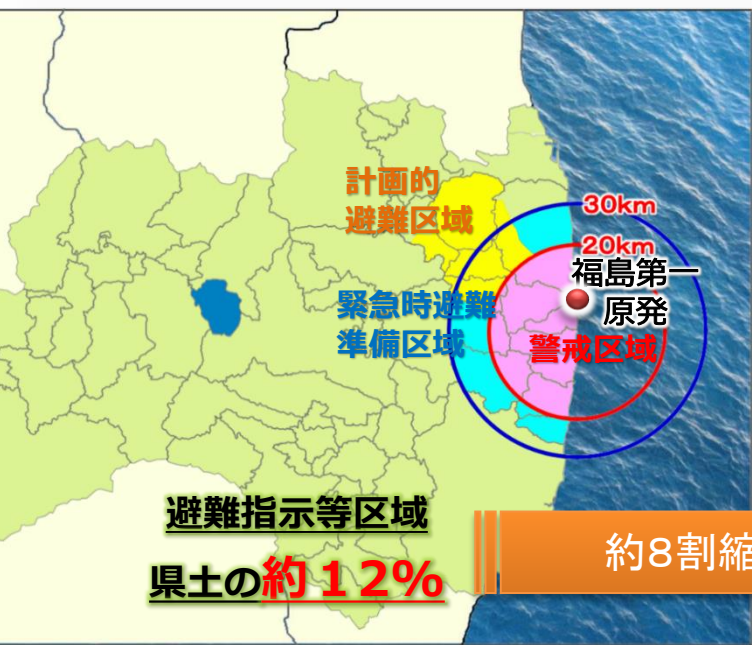 計画的
避難区域
30km
20km
福島第一
原発
緊急時避難
準備区域
警戒区域
避難指示等区域
県土の約12%
約8割縮